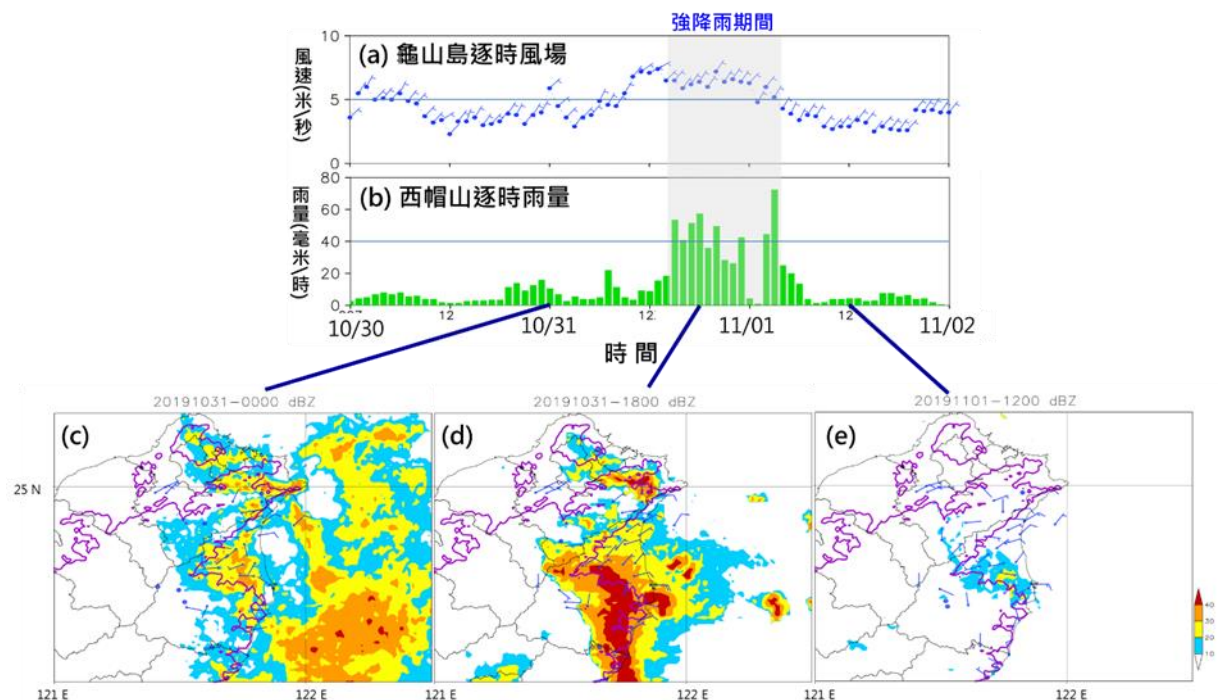 強降雨期間
(a) 龜山島逐時風場
風速(米\秒)
10
5
0
(b) 西帽山逐時雨量
雨量(毫米\時)
80
60
40
20
0
12 12 12
10/30 10/31 11/01 11/02
時 間
20191031-0000 dBZ
20191031-1800 dBZ
20191101-1200 dBZ
(c)
(d)
(e)
25 N
40
30
20
10
121 E 122 E 121 E 122 E 121 E 122 E